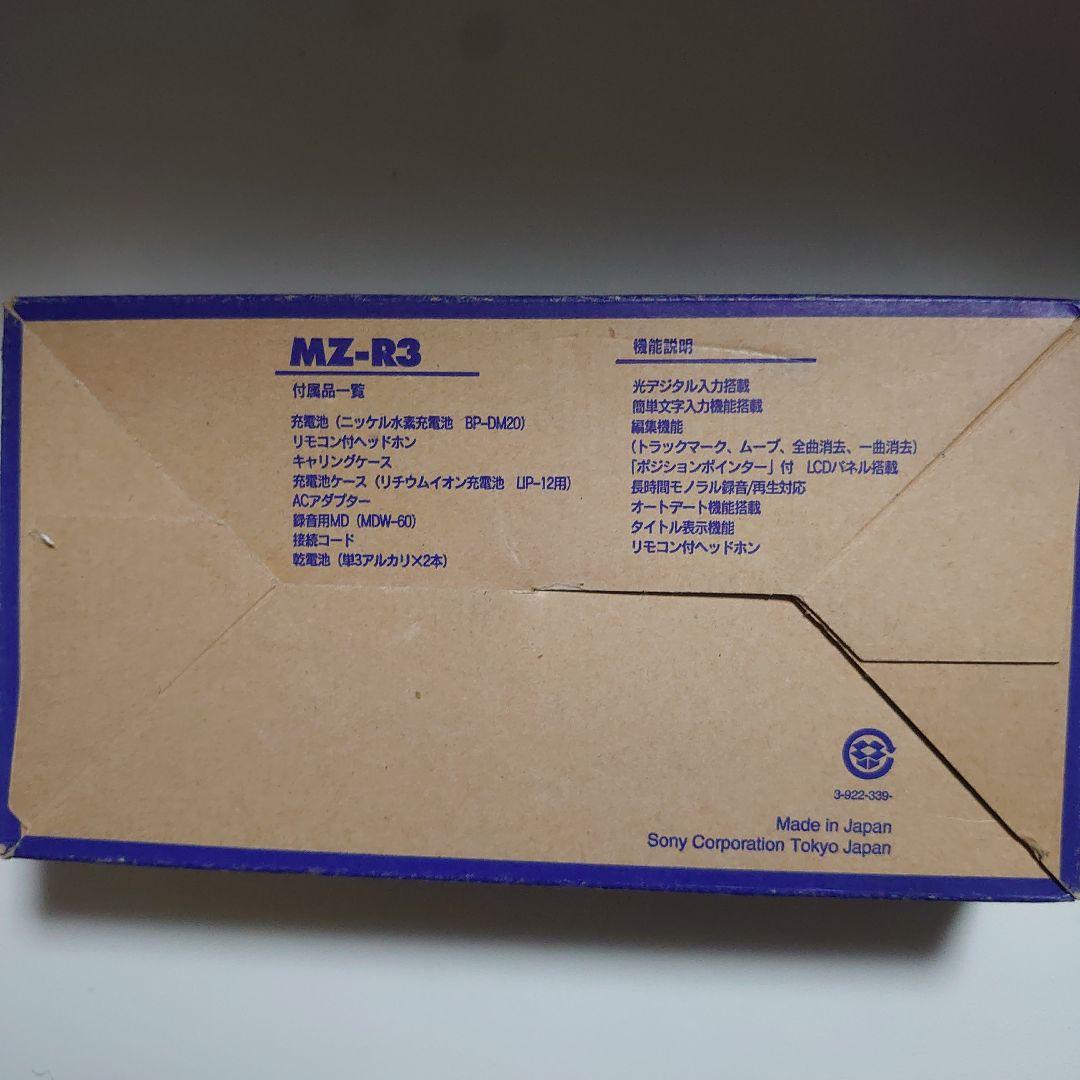 MZ-R3
付属品一覧
充電池（ニッケル水素充電池　BP-DM20）
リモコン付ヘッドホン
キャリングケース
充電池ケース（リチウムイオン充電池　LIP-12用）
ACアダプター
録音用MD（MDW-60）
接続コード
乾電池（単3アルカリ×2本）
機能説明
光デジタル入力搭載
簡単文字入力機能搭載
編集機能
（トラックマーク、ムーブ、全曲消去、一曲消去）
「ポジションポインター」付　LCDパネル搭載
長時間モノラル録音/再生対応
オートデート機能搭載
タイトル表示機能
リモコン付ヘッドホン
3-922-339-
Made in Japan
Sony Corporation Tokyo Japan